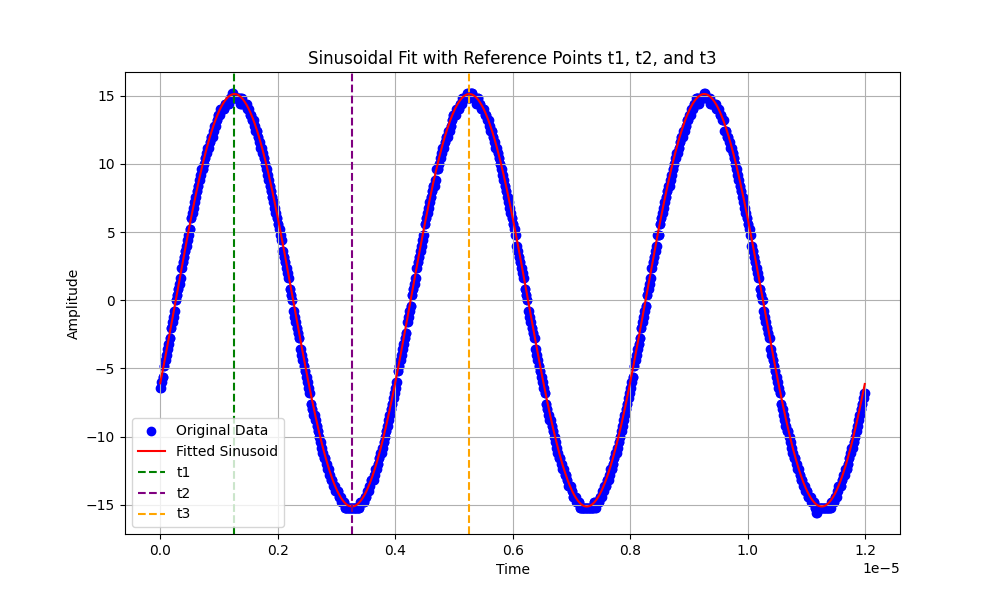 Sinusoidal Fit with Reference Points t1, t2, and t3
Amplitude
15
10
5
0
−5
−10
−15
Original Data
Fitted Sinusoid
t1
t2
t3
0.0 0.2 0.4 0.6 0.8 1.0 1.2
1e−5
Time